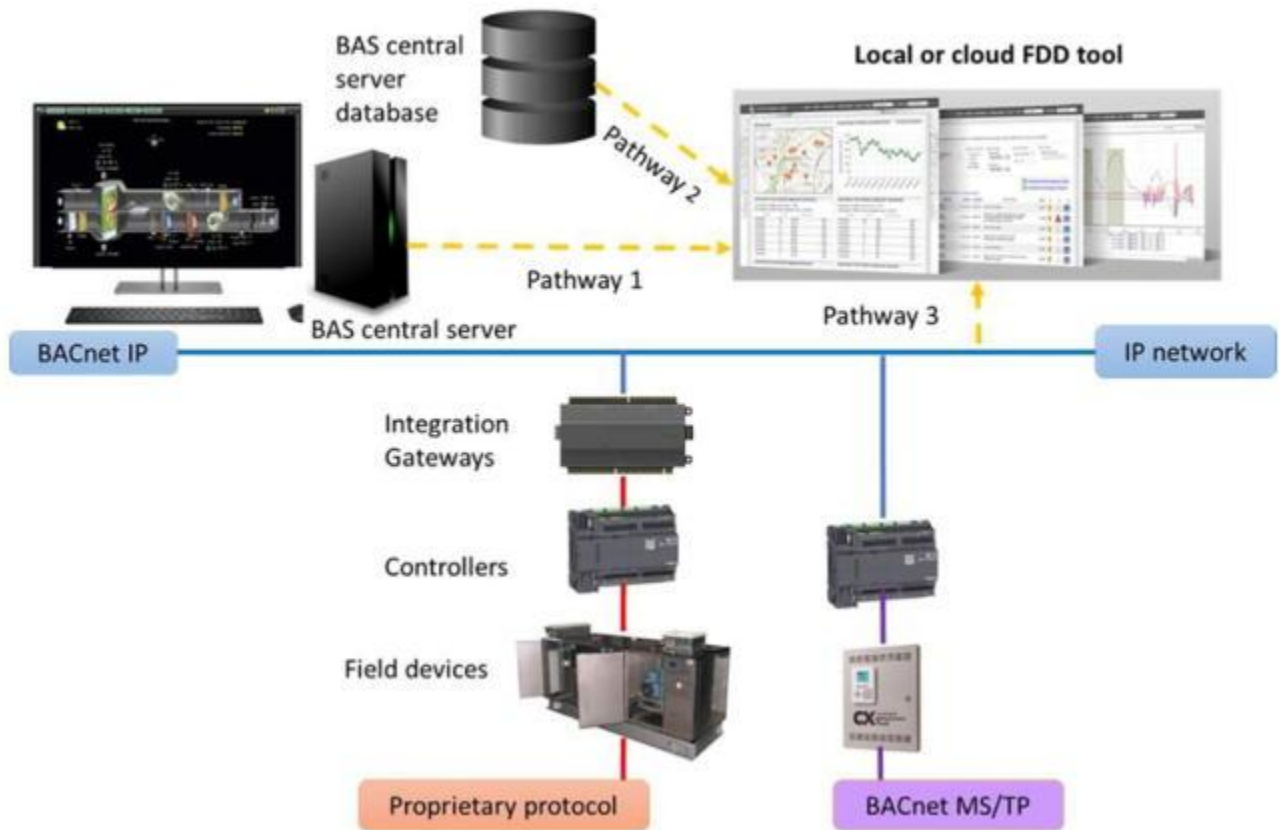 BAS central
server
database
Local or cloud FDD tool
Pathway 2
Pathway 1
BAS central server
Pathway 3
BACnet IP
IP network
Integration
Gateways
Controllers
Field devices
CX
Proprietary protocol
BACnet MS/TP